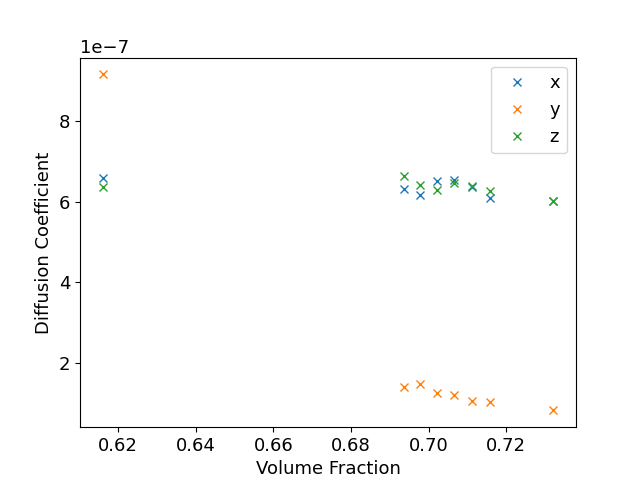 1e−7
8
6
4
2
Diffusion Coefficient
x
y
z
0.62
0.64
0.66
0.68
0.70
0.72
Volume Fraction